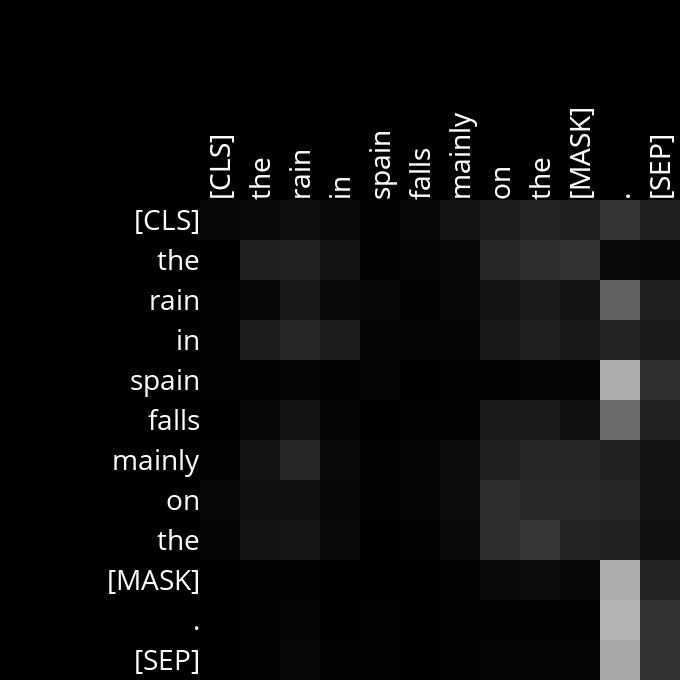 [CLS] the rain in spain falls mainly on the [MASK] . [SEP]
[CLS]
the
rain
in
spain
falls
mainly
on
the
[MASK]
.
[SEP]